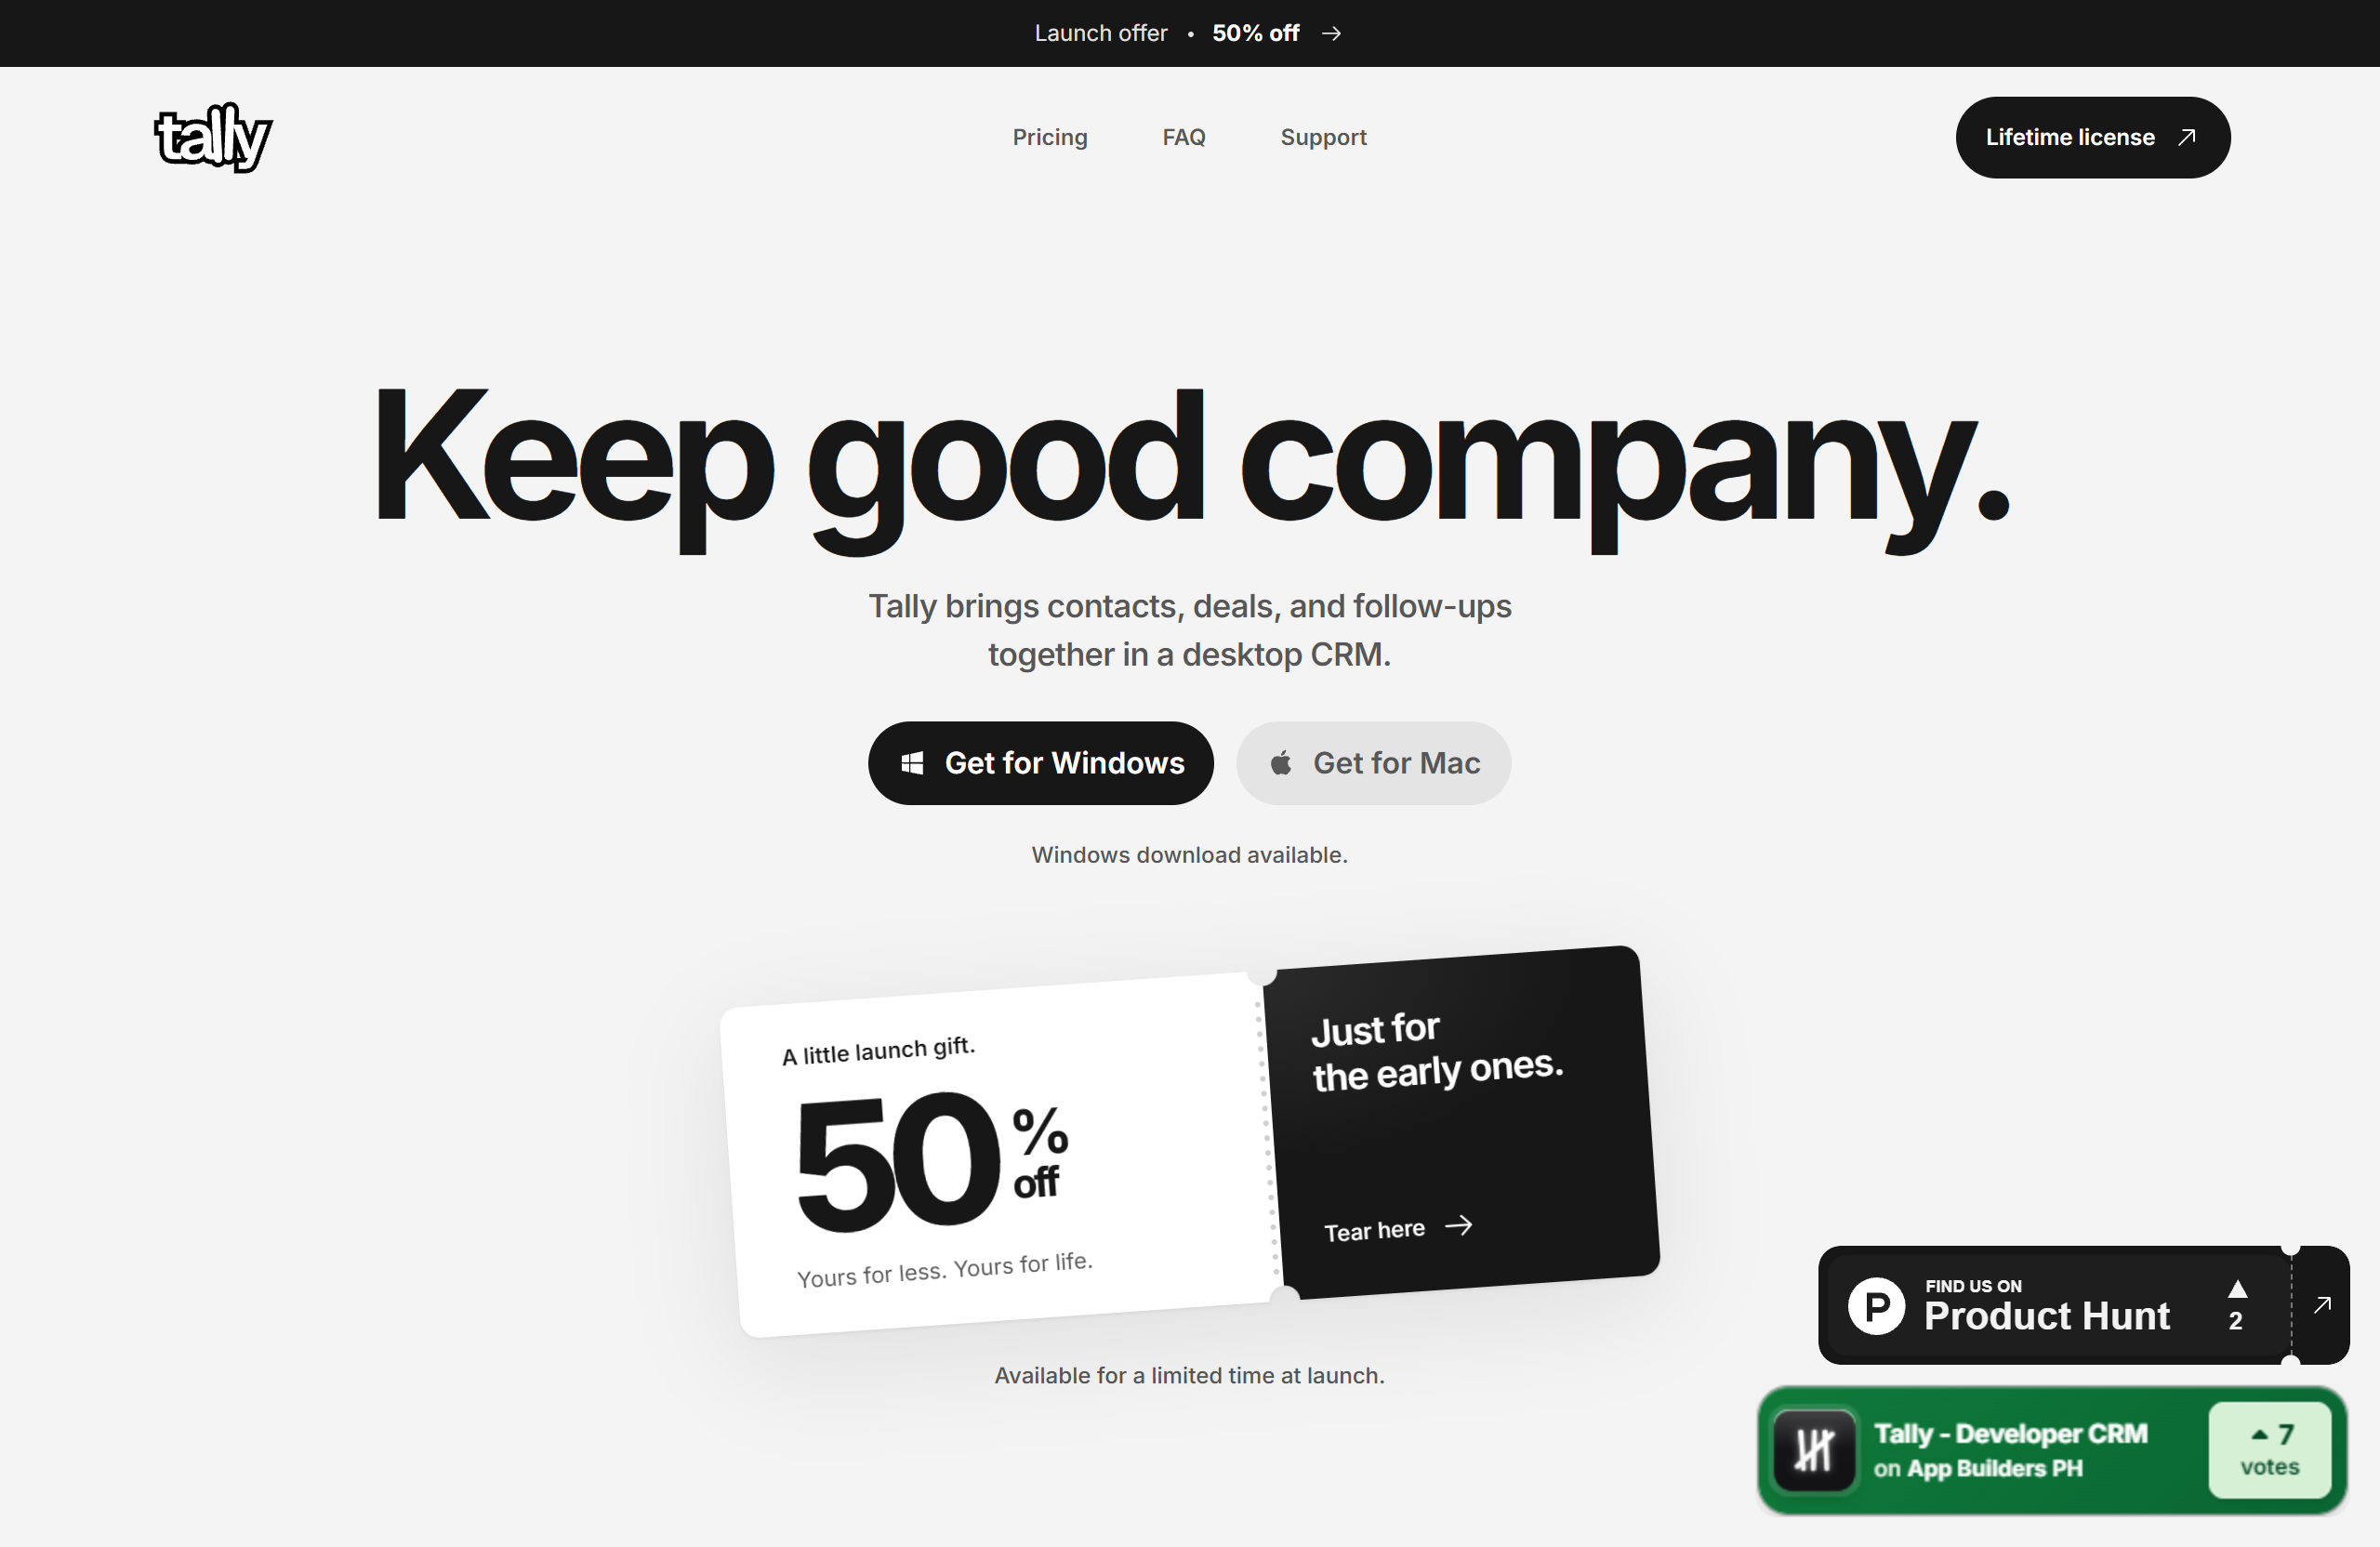 Launch offer • 50% off →
tally
Pricing
FAQ
Support
Lifetime license
Keep good company.
Tally brings contacts, deals, and follow-ups
together in a desktop CRM.
Get for Windows
Get for Mac
Windows download available.
A little launch gift.
50% off
Yours for less. Yours for life.
Just for
the early ones.
Tear here →
Available for a limited time at launch.
P
FIND US ON
Product Hunt
▲
2
Tally - Developer CRM
on App Builders PH
▲ 7
votes